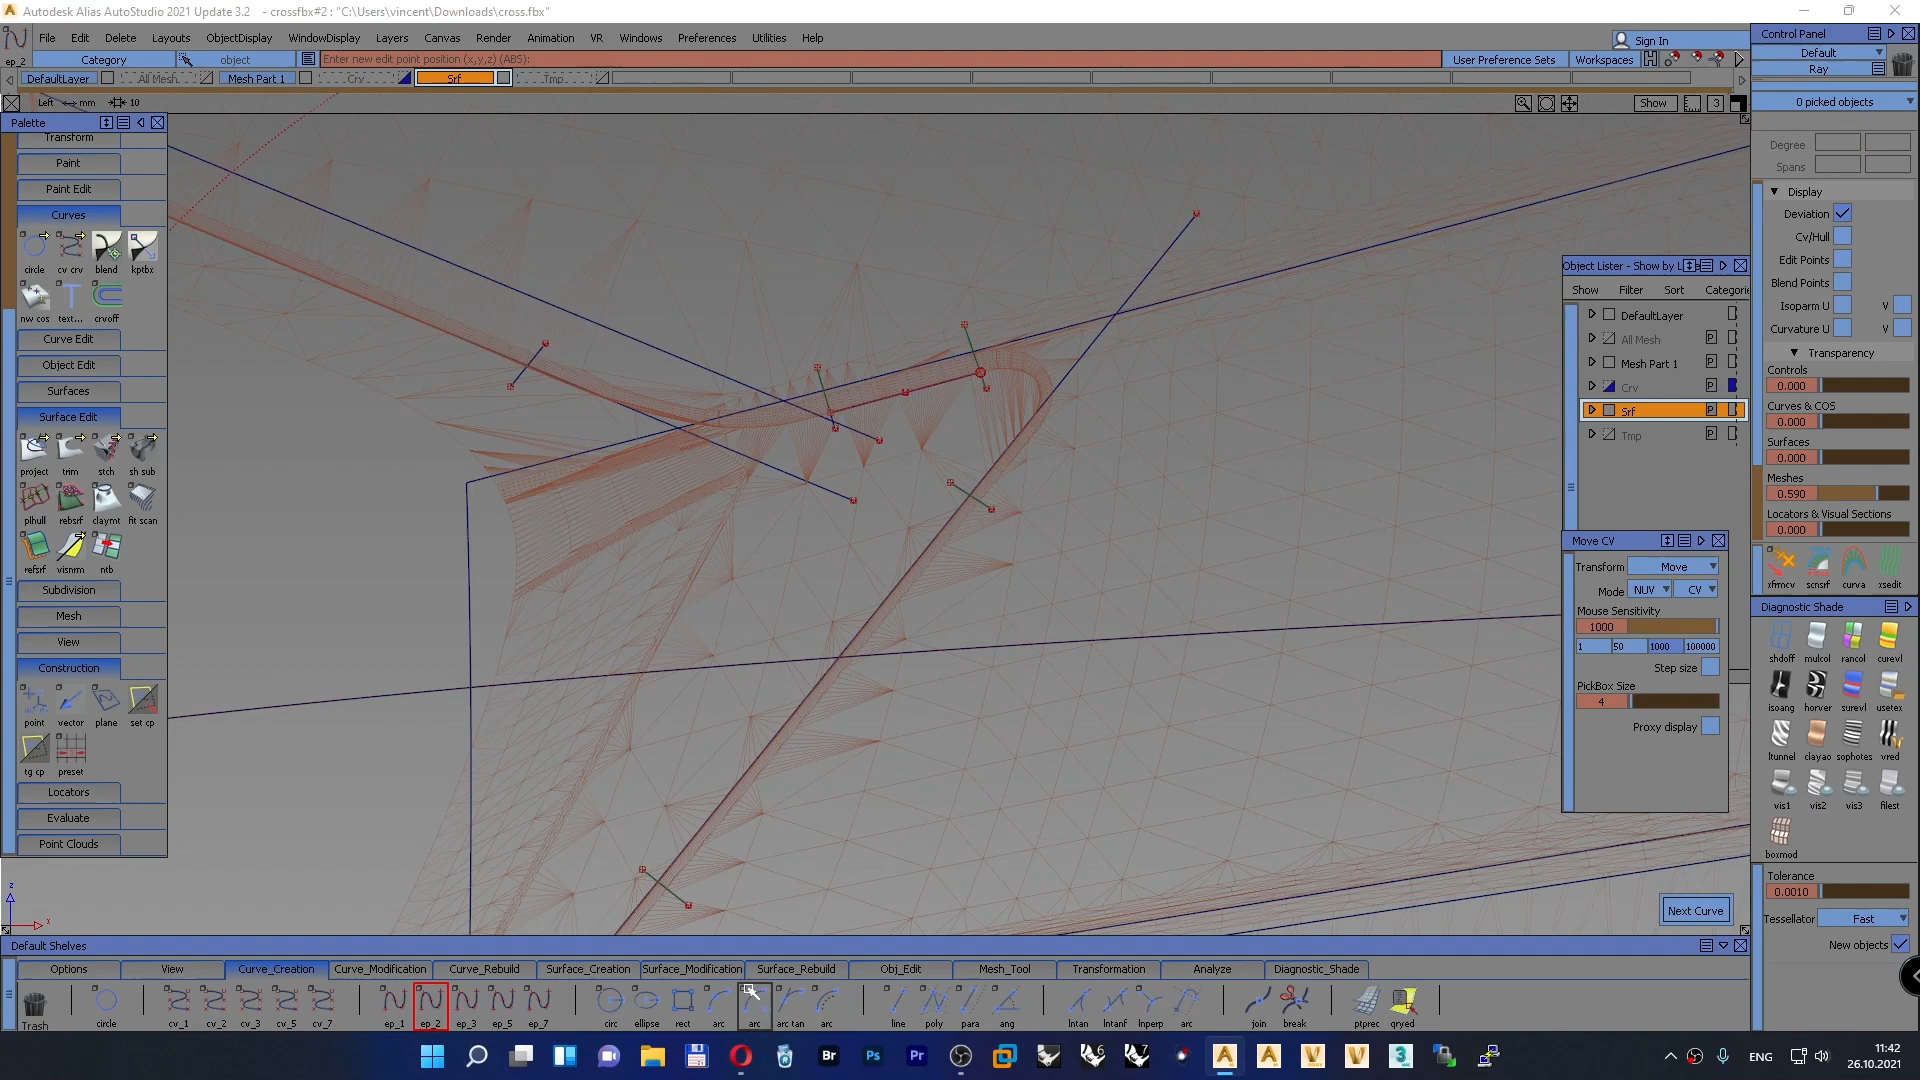 Autodesk Alias AutoStudio 2021 Update 3.2 - crossfbx#2 : "C:\Users\vincent\Downloads\cross.fbx"
File Edit Delete Layouts ObjectDisplay WindowDisplay Layers Canvas Render Animation VR Windows Preferences Utilities Help
Sign In
ep_2 Category object Enter new edit point position (x,y,z) (ABS): User Preference Sets Workspaces
DefaultLayer All Mesh Mesh Part 1 Crv Srf Tmp
Left mm 10 Show 3
Palette
Transform
Paint
Paint Edit
Curves
circle cv crv blend kptbx
nw cos text... crvoff
Curve Edit
Object Edit
Surfaces
Surface Edit
project trim stch sh sub
plhull rebsrf claymt fit scan
refsrf visnrm ntb
Subdivision
Mesh
View
Construction
point vector plane set cp
tg cp preset
Locators
Evaluate
Point Clouds
z
x
Object Lister - Show by L
Show Filter Sort Categorie
DefaultLayer
All Mesh P
Mesh Part 1 P
Crv P
Srf P
Tmp P
Move CV
Transform Move
Mode NUV CV
Mouse Sensitivity
1000
1 50 1000 100000
Step size
PickBox Size
4
Proxy display
Next Curve
Control Panel
Default
Ray
0 picked objects
Degree
Spans
Display
Deviation
Cv/Hull
Edit Points
Blend Points
Isoparm U V
Curvature U V
Transparency
Controls
0.000
Curves & COS
0.000
Surfaces
0.000
Meshes
0.590
Locators & Visual Sections
0.000
xfrmcv scnsrf curva xsedit
Diagnostic Shade
shdoff mulcol rancol curevl
isoang horver surevl usetex
ltunnel clayao sophotes vred
vis1 vis2 vis3 filest
boxmod
Tolerance
0.0010
Tessellator Fast
New objects
Default Shelves
Options View Curve_Creation Curve_Modification Curve_Rebuild Surface_Creation Surface_Modification Surface_Rebuild Obj_Edit Mesh_Tool Transformation Analyze Diagnostic_Shade
Trash circle cv_1 cv_2 cv_3 cv_5 cv_7 ep_1 ep_2 ep_3 ep_5 ep_7 circ ellipse rect arc arc arc tan arc line poly para ang lntan lntanf lnperp arc join break ptprec qryed
Br Ps Pr 6 7 3 ENG 11:42
26.10.2021